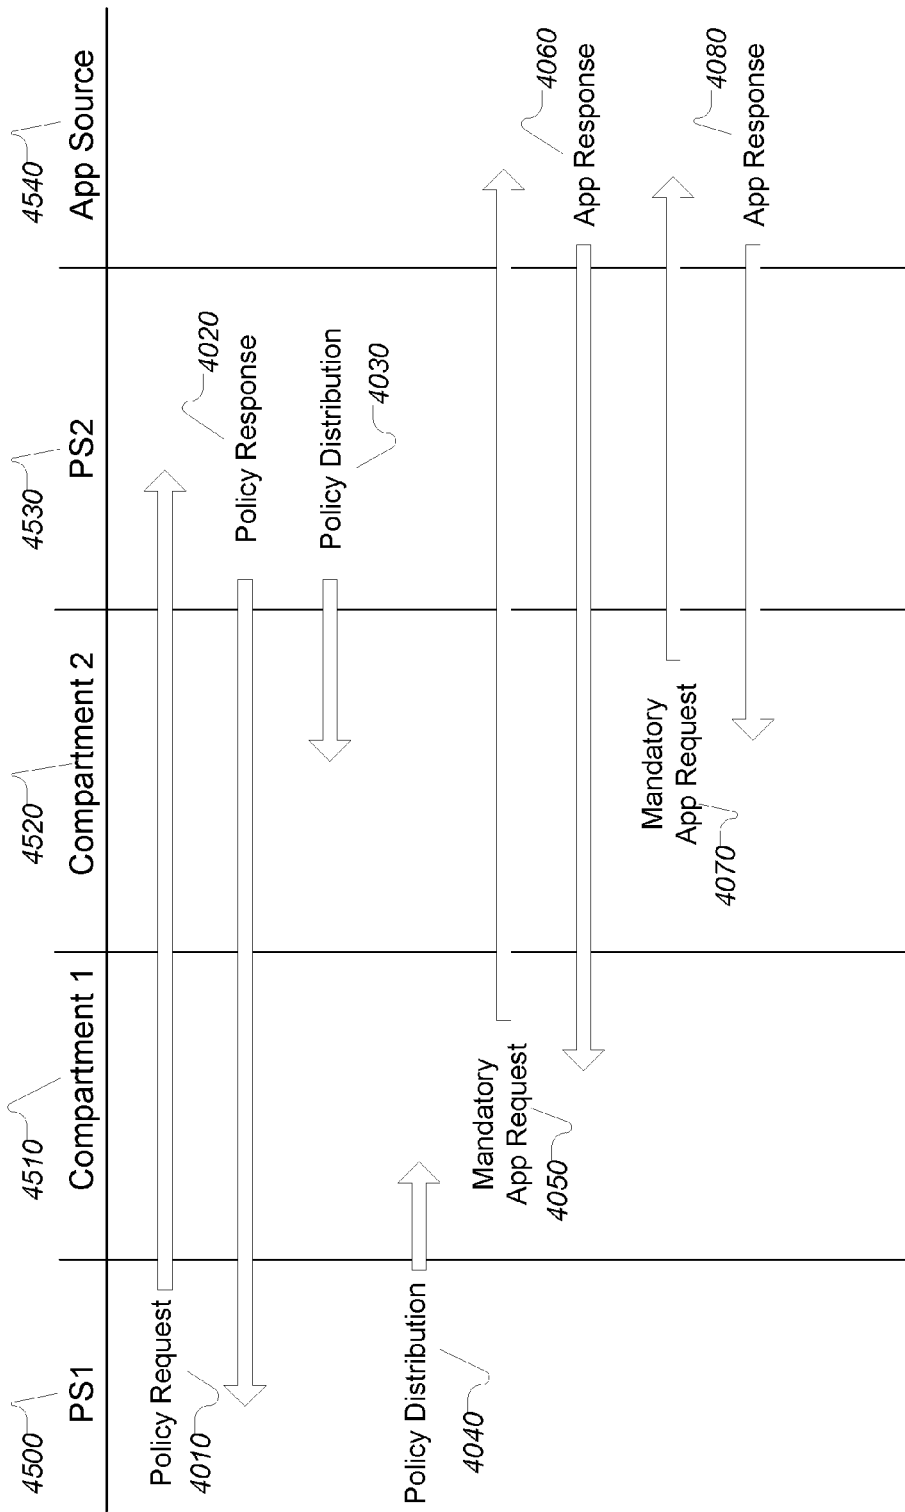 4500
4510
4520
4530
4540
PS1
Compartment 1
Compartment 2
PS2
App Source
Policy Request
4010
4020
Policy Response
Policy Distribution
4030
Policy Distribution
4040
Mandatory
App Request
4050
4060
App Response
Mandatory
App Request
4070
4080
App Response